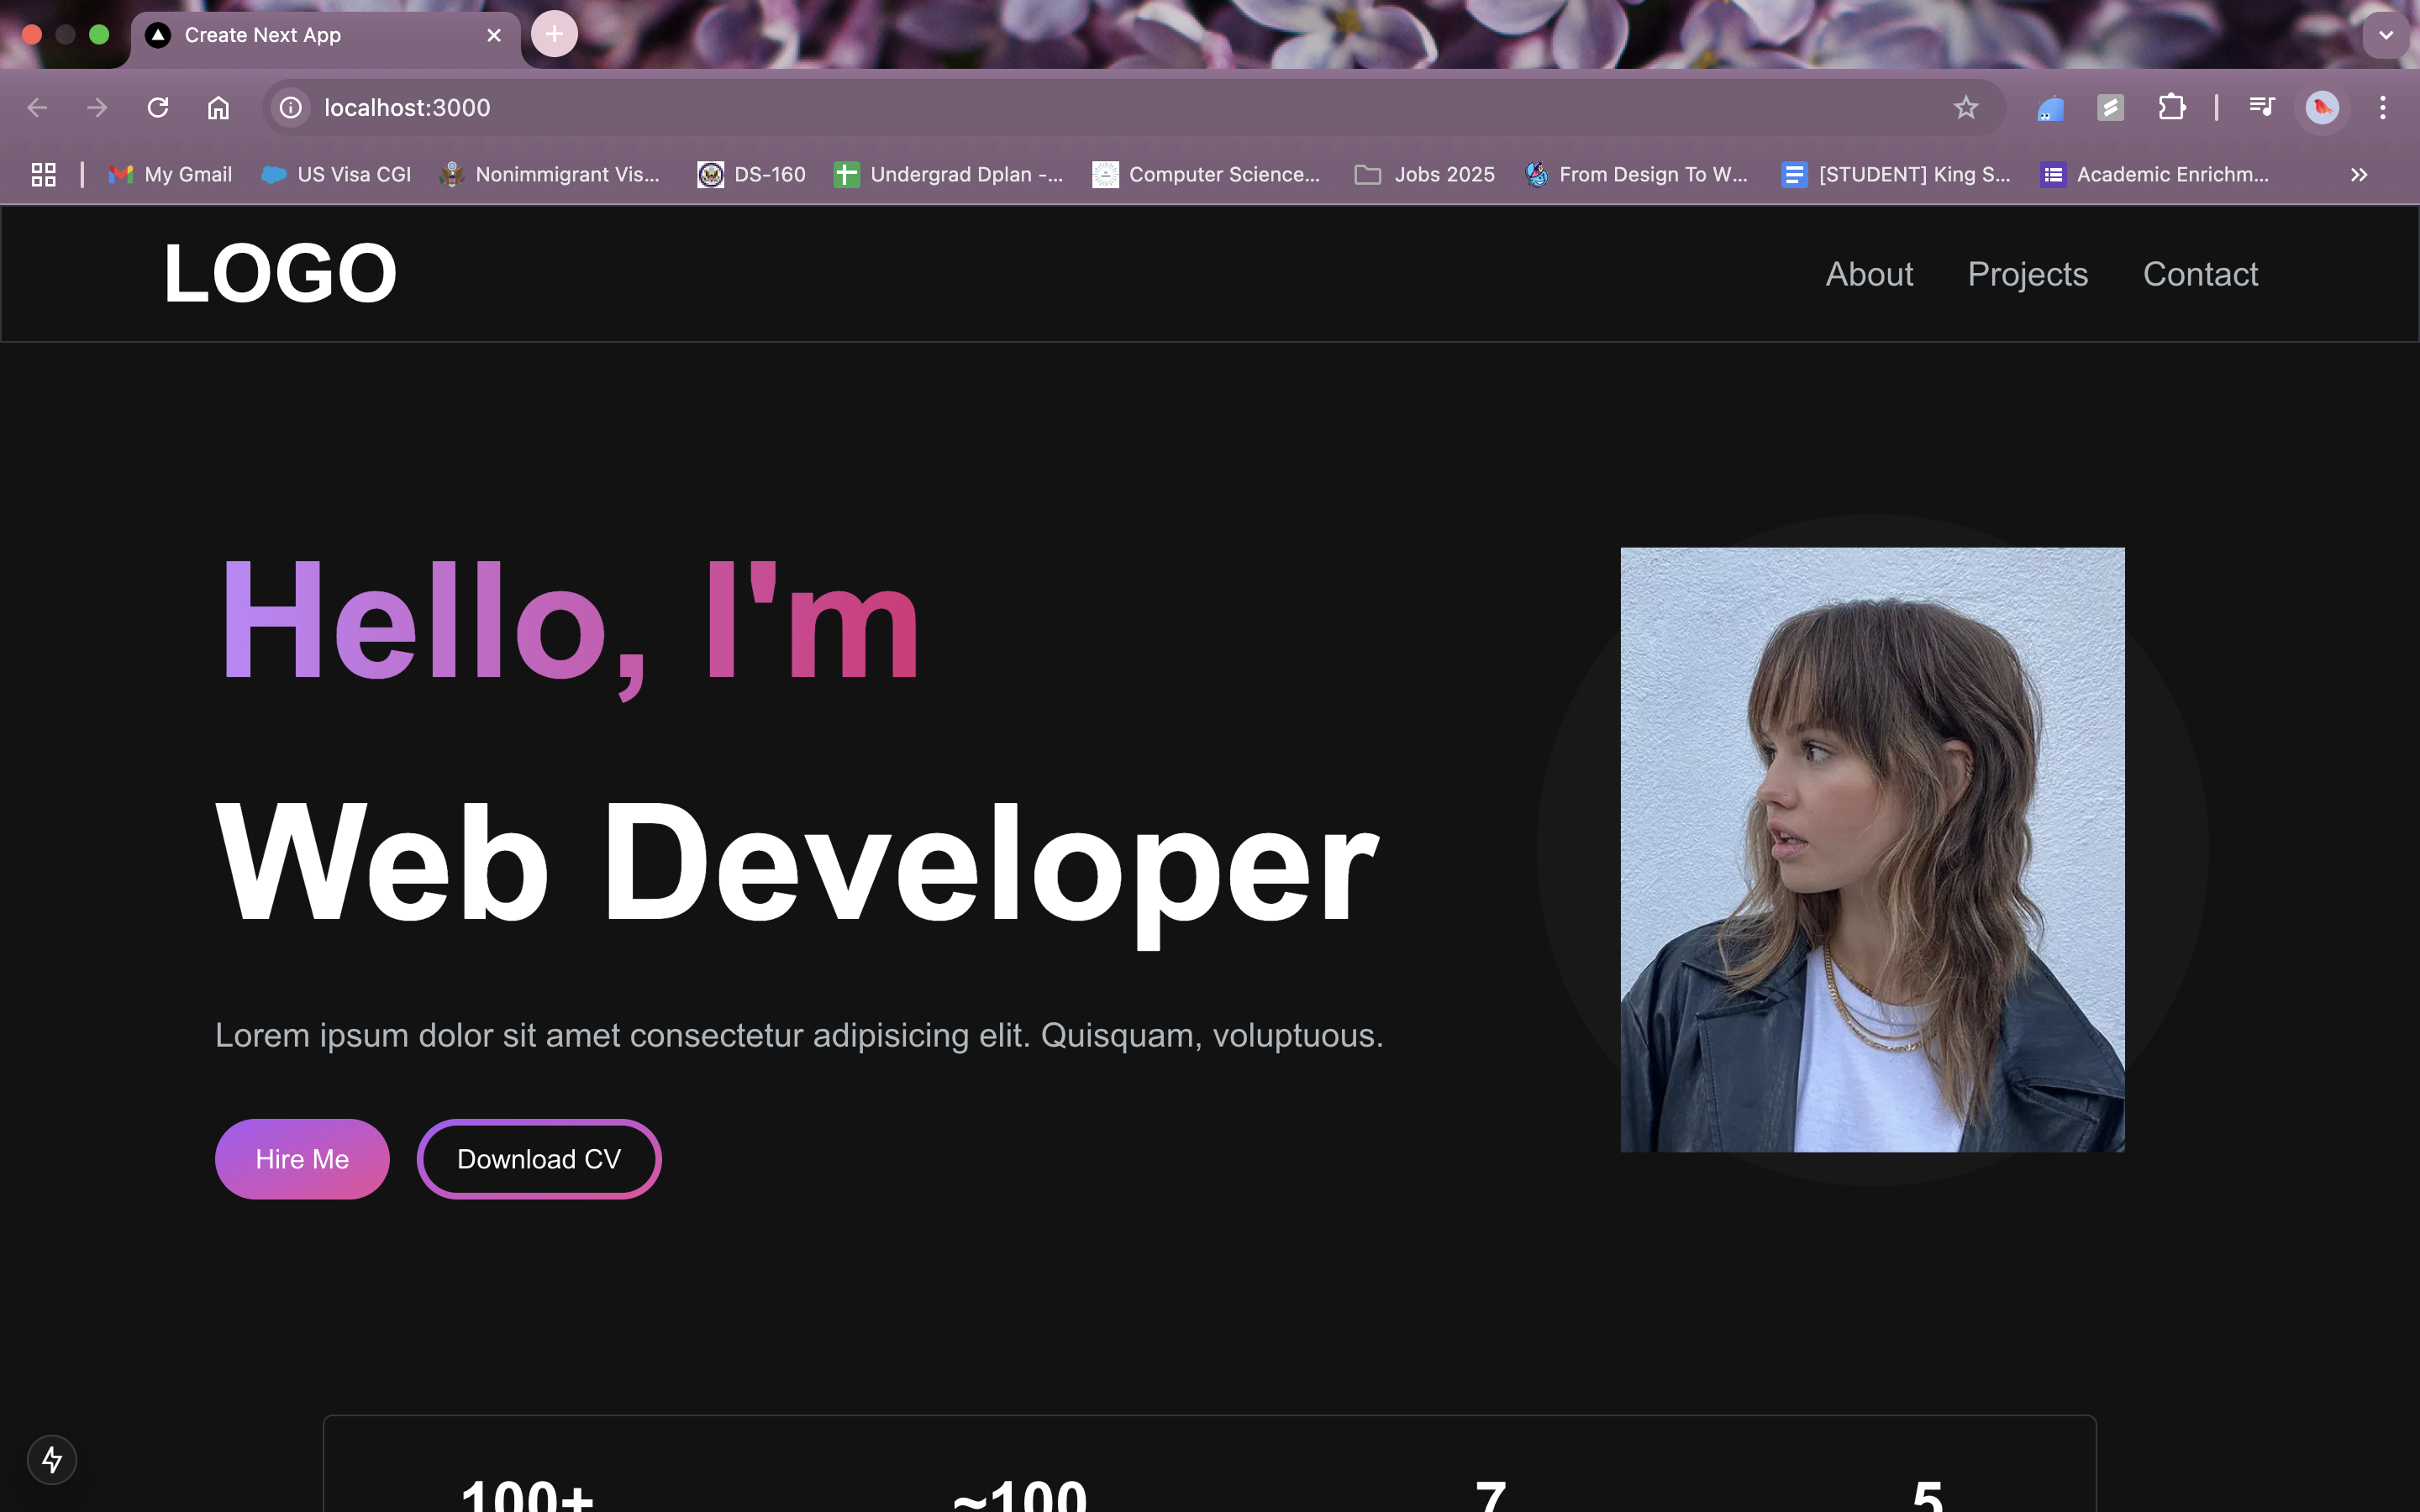 Create Next App
localhost:3000
My Gmail US Visa CGI Nonimmigrant Vis... DS-160 Undergrad Dplan -... Computer Science... Jobs 2025 From Design To W... [STUDENT] King S... Academic Enrichm...
LOGO About Projects Contact
Hello, I'm
Web Developer
Lorem ipsum dolor sit amet consectetur adipisicing elit. Quisquam, voluptuous.
Hire Me Download CV
100+ ~100 7 5